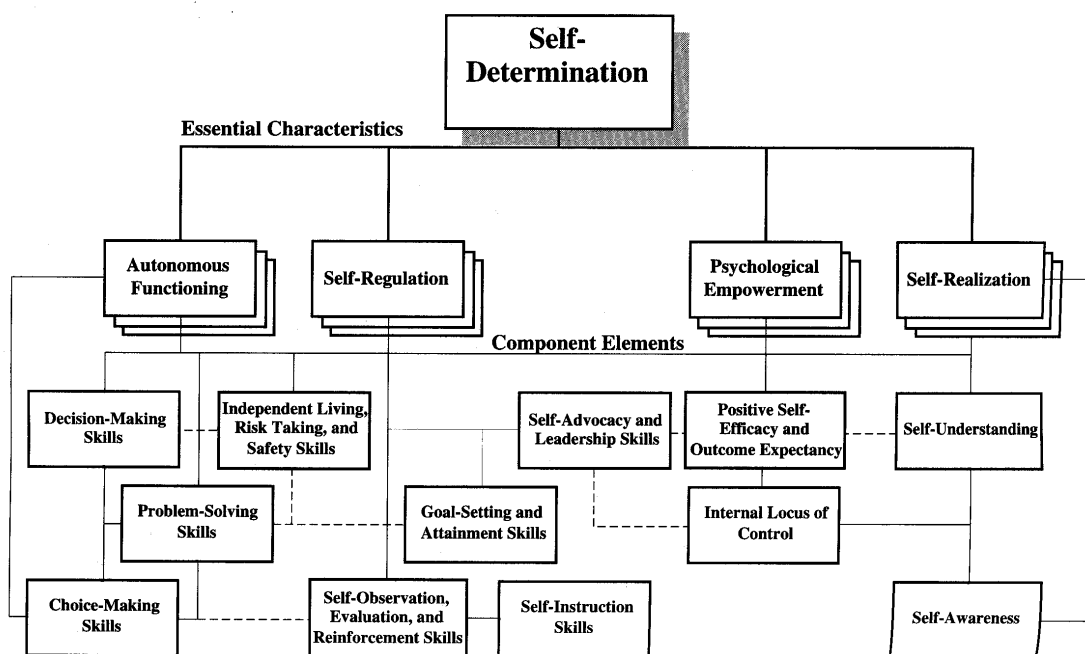 Self-
Determination
Essential Characteristics
Autonomous
Functioning
Self-Regulation
Psychological
Empowerment
Self-Realization
Component Elements
Decision-Making
Skills
Independent Living,
Risk Taking, and
Safety Skills
Self-Advocacy and
Leadership Skills
Positive Self-
Efficacy and
Outcome Expectancy
Self-Understanding
Problem-Solving
Skills
Goal-Setting and
Attainment Skills
Internal Locus of
Control
Choice-Making
Skills
Self-Observation,
Evaluation, and
Reinforcement Skills
Self-Instruction
Skills
Self-Awareness